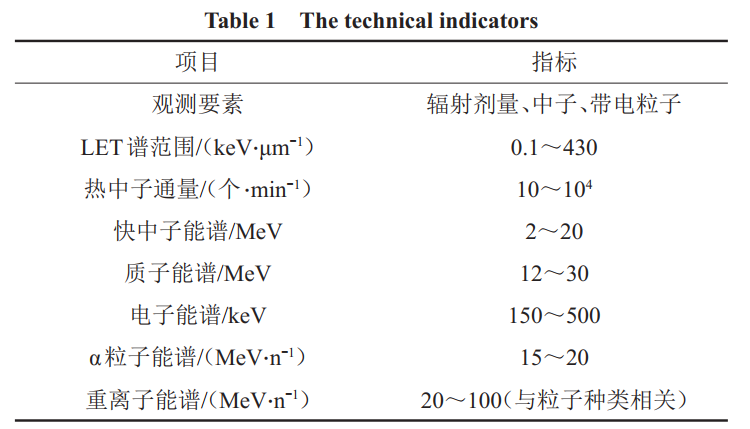 Table 1 The technical indicators
项目 指标
观测要素 辐射剂量、中子、带电粒子
LET谱范围/(keV·μm⁻¹) 0.1～430
热中子通量/(个·min⁻¹) 10～10⁴
快中子能谱/MeV 2～20
质子能谱/MeV 12～30
电子能谱/keV 150～500
α粒子能谱/(MeV·n⁻¹) 15～20
重离子能谱/(MeV·n⁻¹) 20～100(与粒子种类相关)